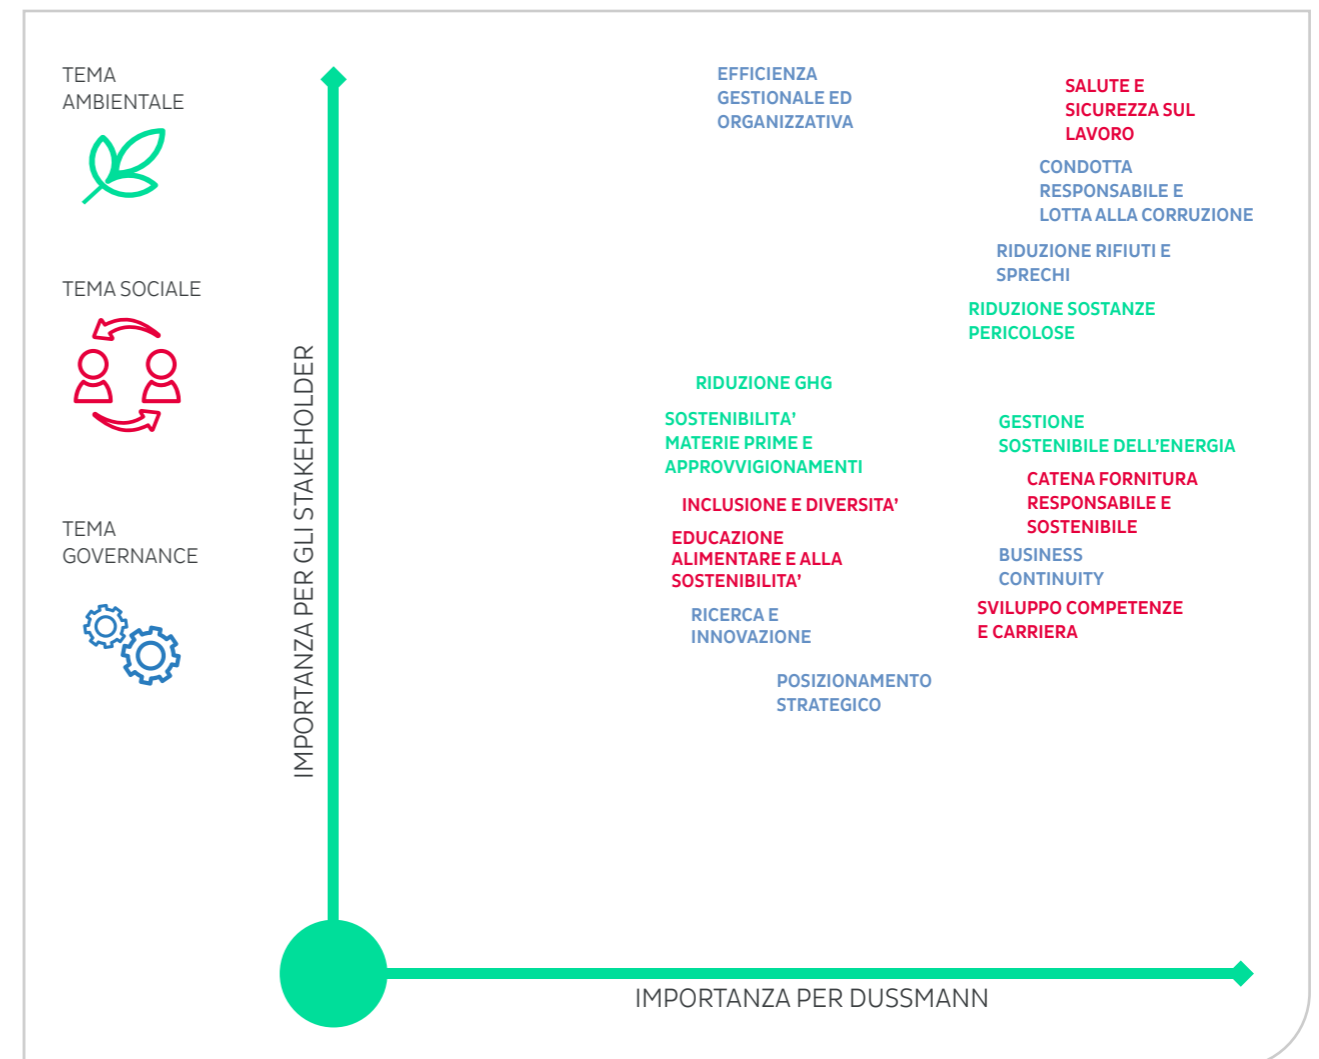 TEMA
AMBIENTALE
TEMA SOCIALE
TEMA
GOVERNANCE
IMPORTANZA PER GLI STAKEHOLDER
EFFICIENZA
GESTIONALE ED
ORGANIZZATIVA
SALUTE E
SICUREZZA SUL
LAVORO
CONDOTTA
RESPONSABILE E
LOTTA ALLA CORRUZIONE
RIDUZIONE RIFIUTI E
SPRECHI
RIDUZIONE SOSTANZE
PERICOLOSE
RIDUZIONE GHG
SOSTENIBILITA'
MATERIE PRIME E
APPROVVIGIONAMENTI
GESTIONE
SOSTENIBILE DELL'ENERGIA
CATENA FORNITURA
RESPONSABILE E
SOSTENIBILE
INCLUSIONE E DIVERSITA'
EDUCAZIONE
ALIMENTARE E ALLA
SOSTENIBILITA'
BUSINESS
CONTINUITY
SVILUPPO COMPETENZE
E CARRIERA
RICERCA E
INNOVAZIONE
POSIZIONAMENTO
STRATEGICO
IMPORTANZA PER DUSSMANN